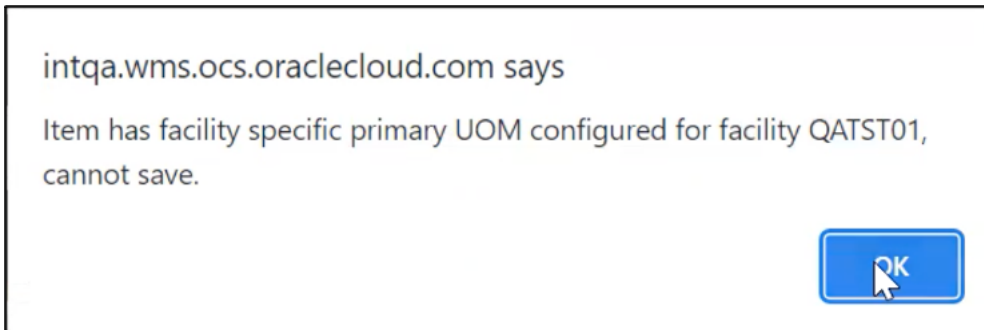 intqa.wms.ocs.oraclecloud.com says
Item has facility specific primary UOM configured for facility QATST01,
cannot save.
OK